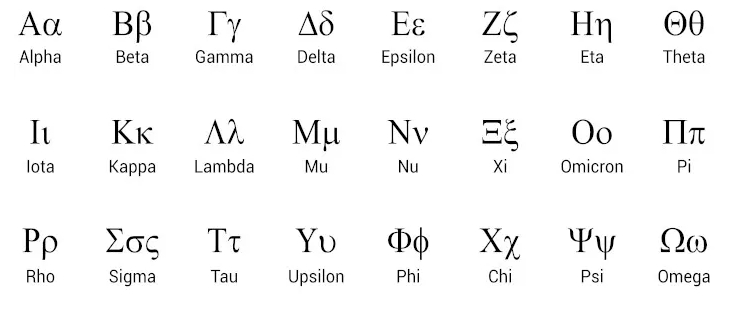 Αα Ββ Γγ Δδ Εε Ζζ Ηη Θθ
Alpha Beta Gamma Delta Epsilon Zeta Eta Theta
Ιι Κκ Λλ Μμ Νν Ξξ Οο Ππ
Iota Kappa Lambda Mu Nu Xi Omicron Pi
Ρρ Σσς Ττ Υυ Φϕ Χχ Ψψ Ωω
Rho Sigma Tau Upsilon Phi Chi Psi Omega